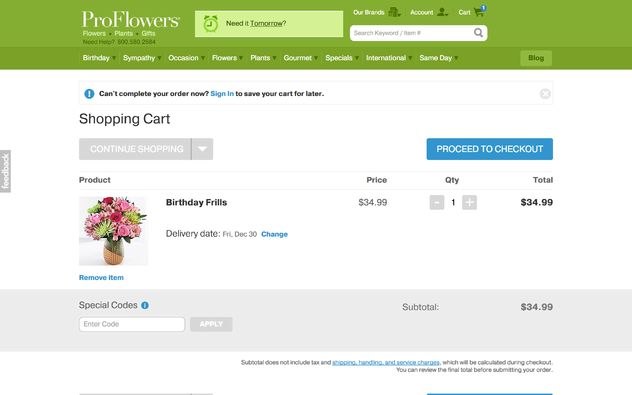 ProFlowers®
Flowers • Plants • Gifts
Need Help? 800.580.2584
Need it Tomorrow?
Our Brands
Account
Cart
1
Search Keyword / Item #
Birthday
Sympathy
Occasion
Flowers
Plants
Gourmet
Specials
International
Same Day
Blog
Can't complete your order now? Sign In to save your cart for later.
feedback
Shopping Cart
CONTINUE SHOPPING
PROCEED TO CHECKOUT
Product Price Qty Total
Birthday Frills $34.99 - 1 + $34.99
Delivery date: Fri, Dec 30 Change
Remove item
Special Codes i
Subtotal: $34.99
Enter Code
APPLY
Subtotal does not include tax and shipping, handling, and service charges, which will be calculated during checkout.
You can review the final total before submitting your order.